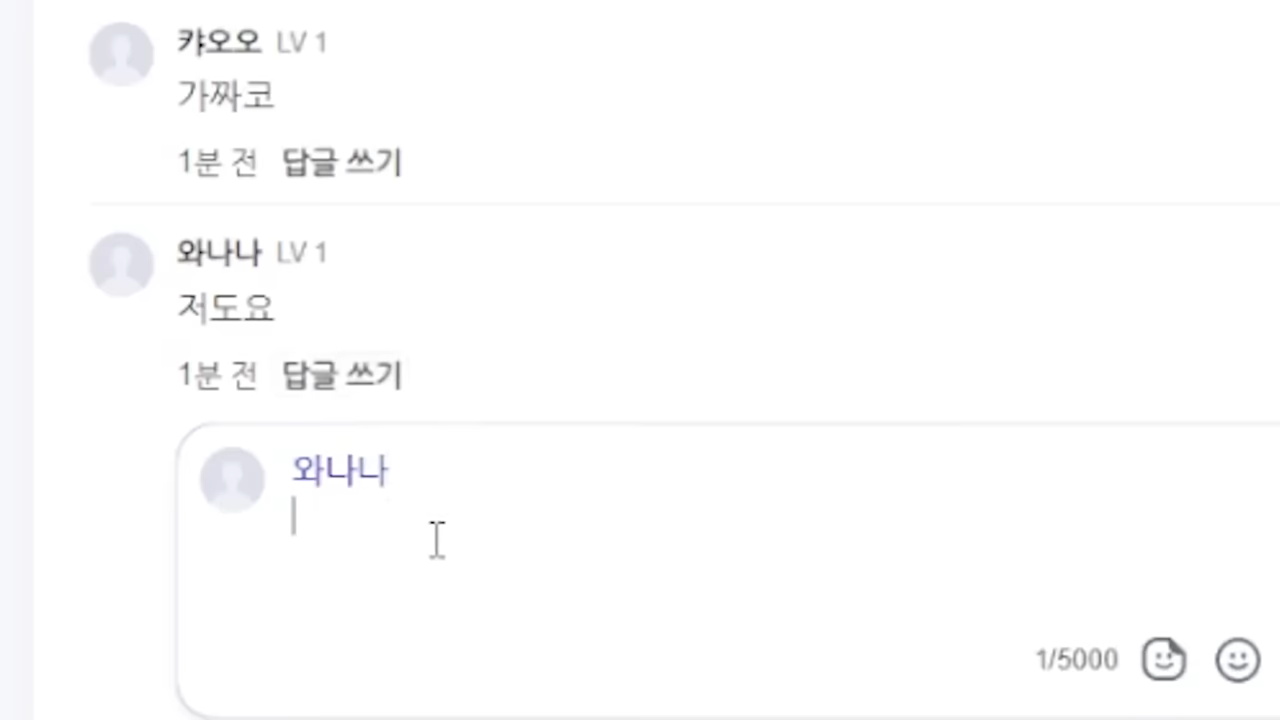 캬오오 LV 1
가짜코
1분 전 답글 쓰기
와나나 LV 1
저도요
1분 전 답글 쓰기
와나나
1/5000